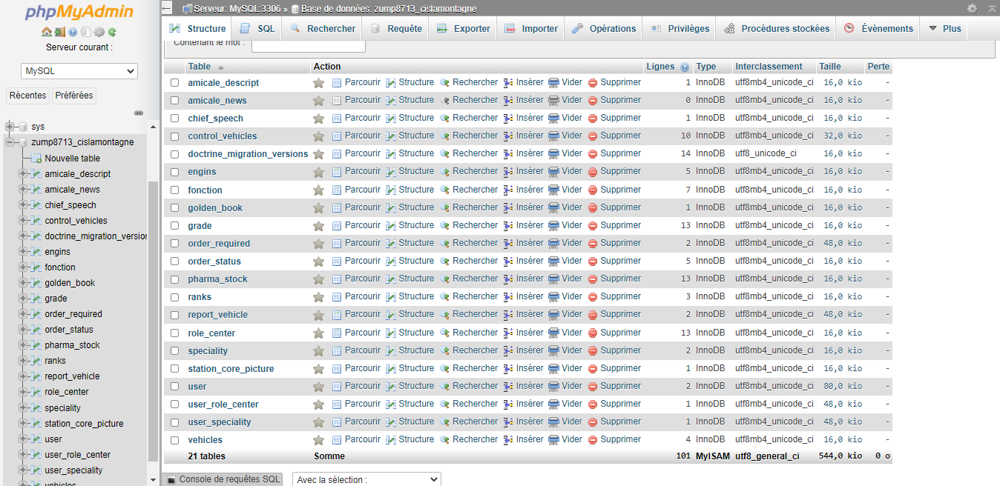 phpMyAdmin
Serveur courant :
MySQL
Récentes
Préférées
sys
zump8713_cislamontagne
Nouvelle table
amicale_descript
amicale_news
chief_speech
control_vehicles
doctrine_migration_version
engins
fonction
golden_book
grade
order_required
order_status
pharma_stock
ranks
report_vehicle
role_center
speciality
station_core_picture
user
user_role_center
user_speciality
vehicles
Serveur: MySQL:3306 » Base de données: zump8713_cislamontagne
Structure SQL Rechercher Requête Exporter Importer Opérations Privilèges Procédures stockées Évènements Plus
Contenant le mot :
Table Action Lignes Type Interclassement Taille Perte
amicale_descript Parcourir Structure Rechercher Insérer Vider Supprimer 1 InnoDB utf8mb4_unicode_ci 16,0 kio -
amicale_news Parcourir Structure Rechercher Insérer Vider Supprimer 0 InnoDB utf8mb4_unicode_ci 16,0 kio -
chief_speech Parcourir Structure Rechercher Insérer Vider Supprimer 1 InnoDB utf8mb4_unicode_ci 16,0 kio -
control_vehicles Parcourir Structure Rechercher Insérer Vider Supprimer 10 InnoDB utf8mb4_unicode_ci 32,0 kio -
doctrine_migration_versions Parcourir Structure Rechercher Insérer Vider Supprimer 14 InnoDB utf8_unicode_ci 16,0 kio -
engins Parcourir Structure Rechercher Insérer Vider Supprimer 5 InnoDB utf8mb4_unicode_ci 16,0 kio -
fonction Parcourir Structure Rechercher Insérer Vider Supprimer 7 InnoDB utf8mb4_unicode_ci 16,0 kio -
golden_book Parcourir Structure Rechercher Insérer Vider Supprimer 1 InnoDB utf8mb4_unicode_ci 16,0 kio -
grade Parcourir Structure Rechercher Insérer Vider Supprimer 13 InnoDB utf8mb4_unicode_ci 16,0 kio -
order_required Parcourir Structure Rechercher Insérer Vider Supprimer 2 InnoDB utf8mb4_unicode_ci 48,0 kio -
order_status Parcourir Structure Rechercher Insérer Vider Supprimer 5 InnoDB utf8mb4_unicode_ci 16,0 kio -
pharma_stock Parcourir Structure Rechercher Insérer Vider Supprimer 13 InnoDB utf8mb4_unicode_ci 16,0 kio -
ranks Parcourir Structure Rechercher Insérer Vider Supprimer 3 InnoDB utf8mb4_unicode_ci 16,0 kio -
report_vehicle Parcourir Structure Rechercher Insérer Vider Supprimer 2 InnoDB utf8mb4_unicode_ci 48,0 kio -
role_center Parcourir Structure Rechercher Insérer Vider Supprimer 13 InnoDB utf8mb4_unicode_ci 16,0 kio -
speciality Parcourir Structure Rechercher Insérer Vider Supprimer 2 InnoDB utf8mb4_unicode_ci 16,0 kio -
station_core_picture Parcourir Structure Rechercher Insérer Vider Supprimer 1 InnoDB utf8mb4_unicode_ci 16,0 kio -
user Parcourir Structure Rechercher Insérer Vider Supprimer 2 InnoDB utf8mb4_unicode_ci 80,0 kio -
user_role_center Parcourir Structure Rechercher Insérer Vider Supprimer 1 InnoDB utf8mb4_unicode_ci 48,0 kio -
user_speciality Parcourir Structure Rechercher Insérer Vider Supprimer 1 InnoDB utf8mb4_unicode_ci 48,0 kio -
vehicles Parcourir Structure Rechercher Insérer Vider Supprimer 4 InnoDB utf8mb4_unicode_ci 16,0 kio -
21 tables Somme 101 MyISAM utf8_general_ci 544,0 kio 0 o
Console de requêtes SQL
Avec la sélection :